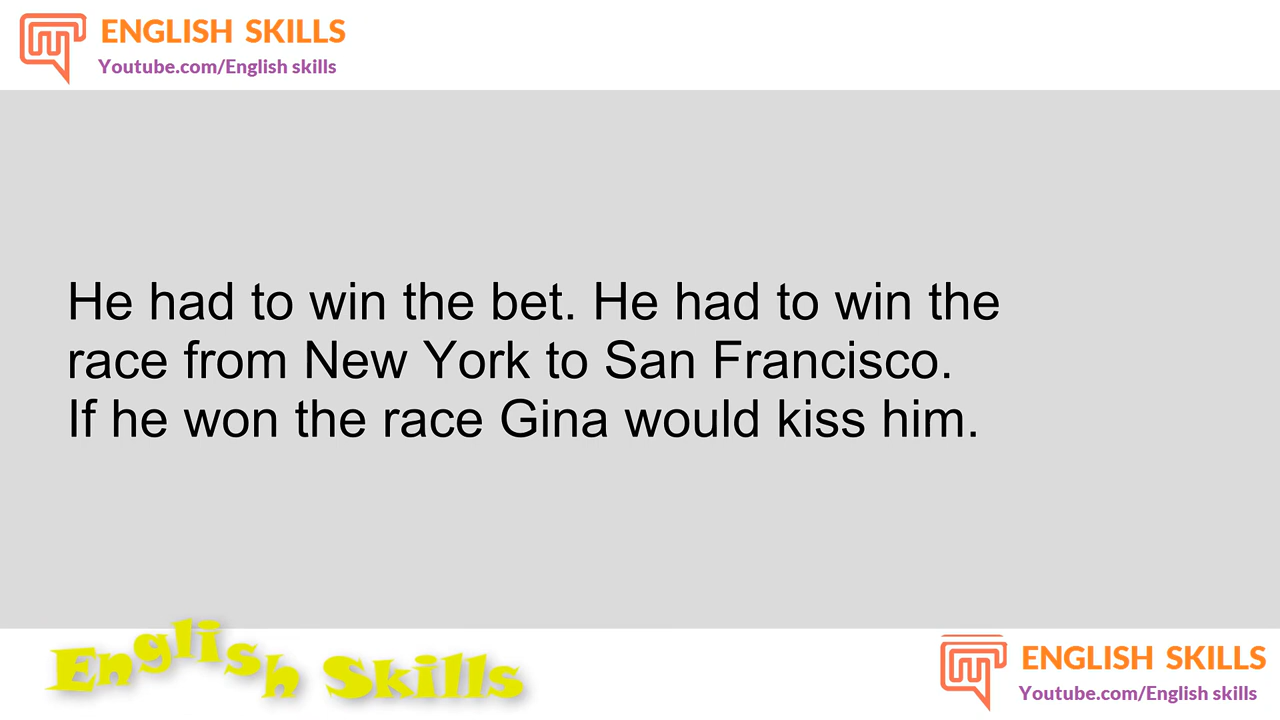 ENGLISH SKILLS
Youtube.com/English skills
He had to win the bet. He had to win the
race from New York to San Francisco.
If he won the race Gina would kiss him.
English Skills
ENGLISH SKILLS
Youtube.com/English skills